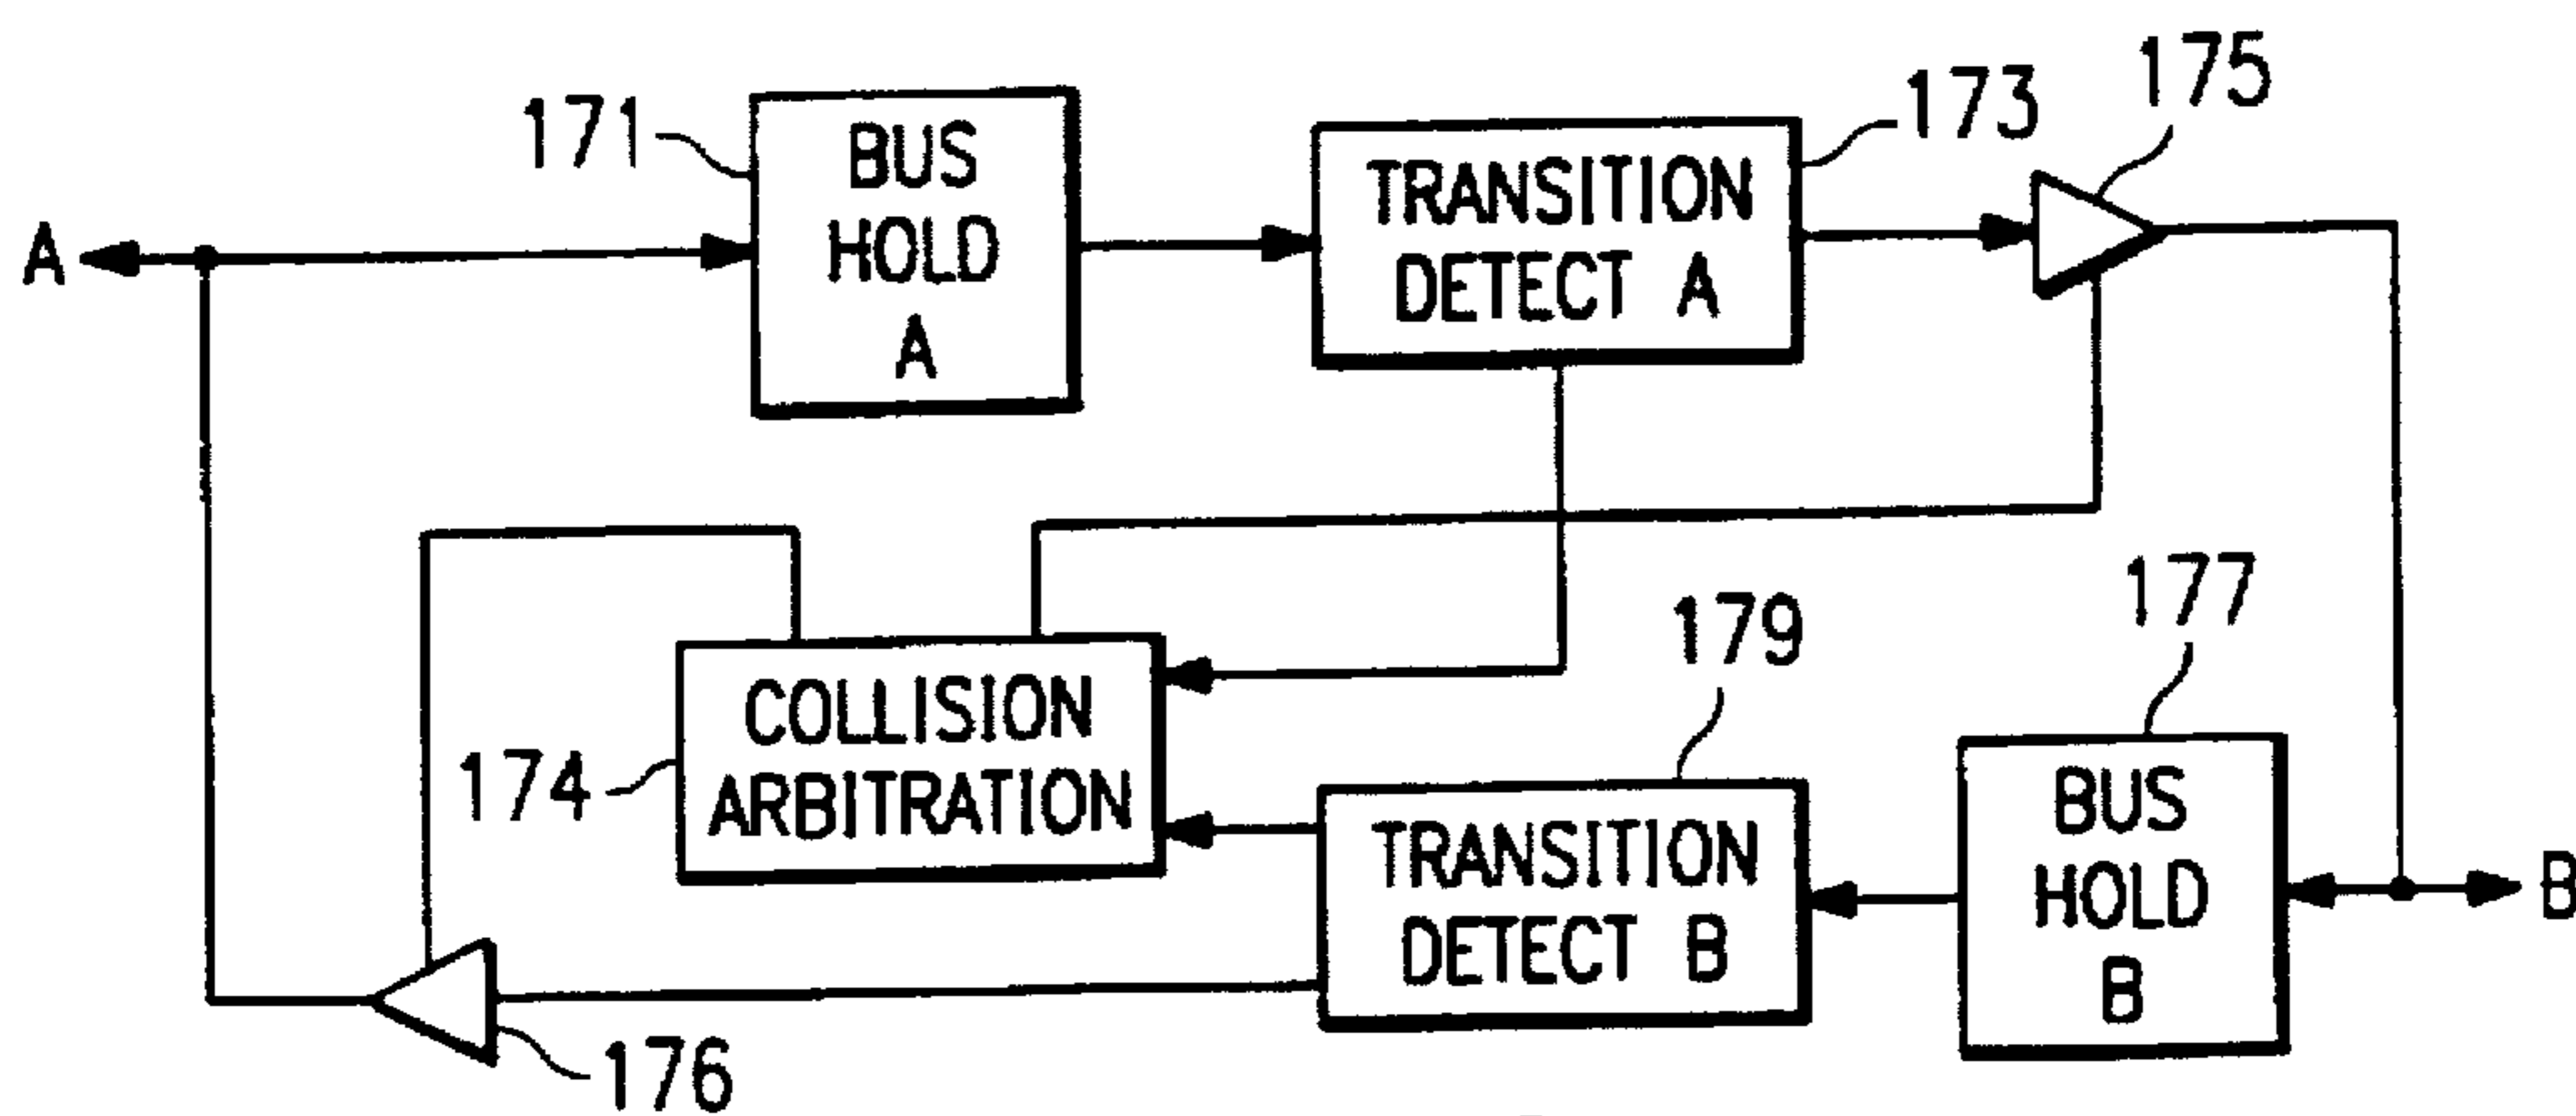 175
173
171
BUS
HOLD
A
TRANSITION
DETECT A
A
177
179
COLLISION
ARBITRATION
174
TRANSITION
DETECT B
BUS
HOLD
B
B
176